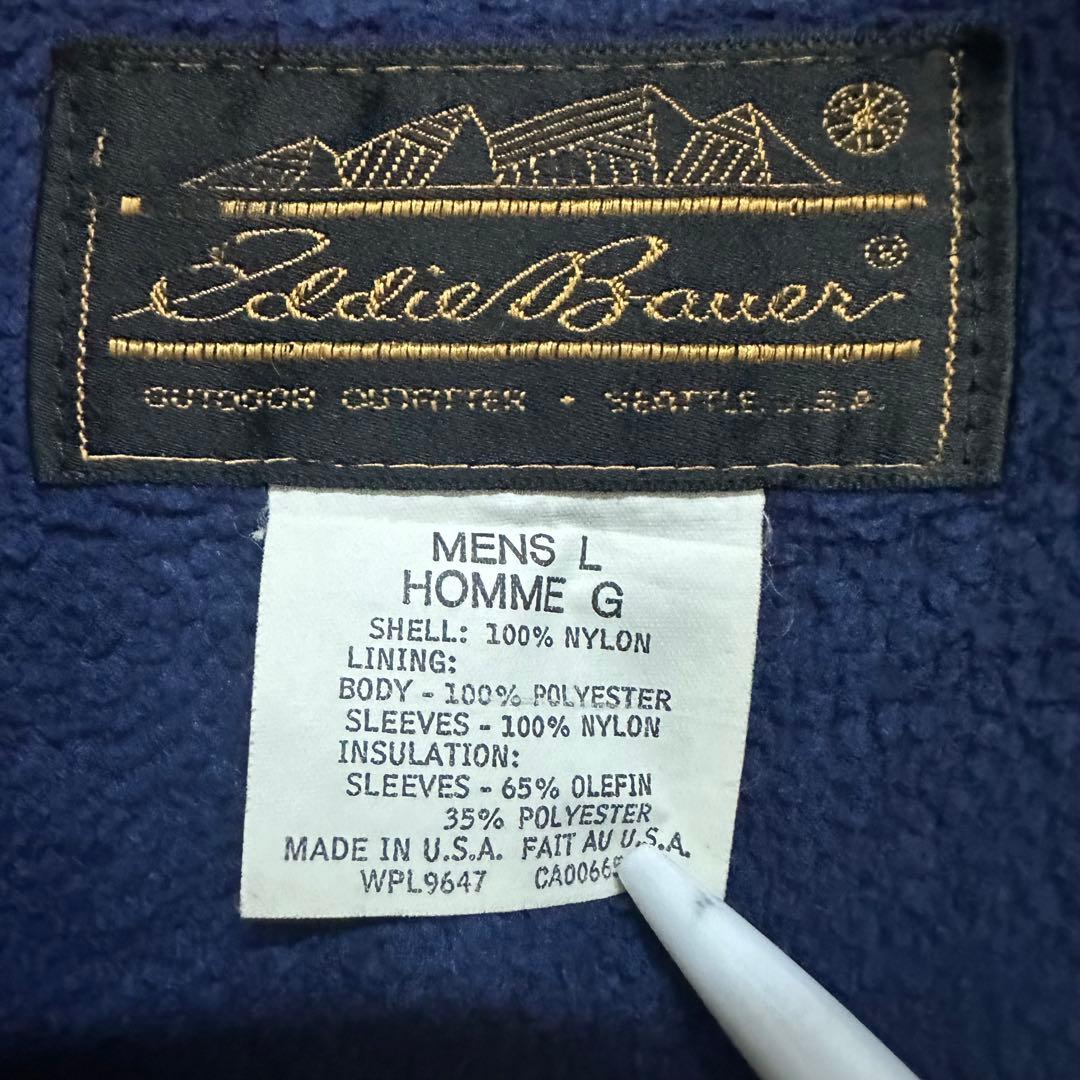 Eddie Bauer ®
OUTDOOR OUTFITTER • SEATTLE, U.S.A.
MENS L
HOMME G
SHELL: 100% NYLON
LINING:
BODY - 100% POLYESTER
SLEEVES - 100% NYLON
INSULATION:
SLEEVES - 65% OLEFIN
35% POLYESTER
MADE IN U.S.A. FAIT AU U.S.A.
WPL9647